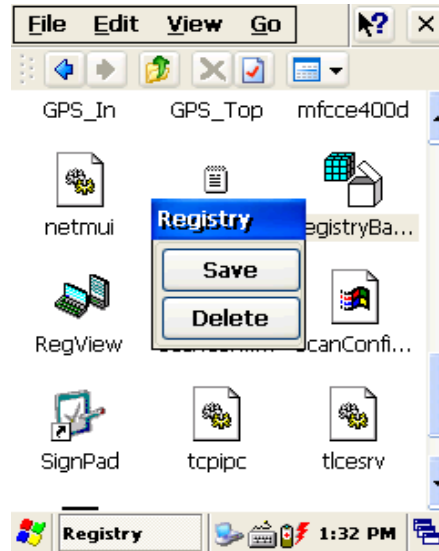 File Edit View Go
GPS_In GPS_Top mfcce400d
netmui egistryBa...
Registry
Save
Delete
RegView canConfi...
SignPad tcpipc tlcesrv
Registry 1:32 PM